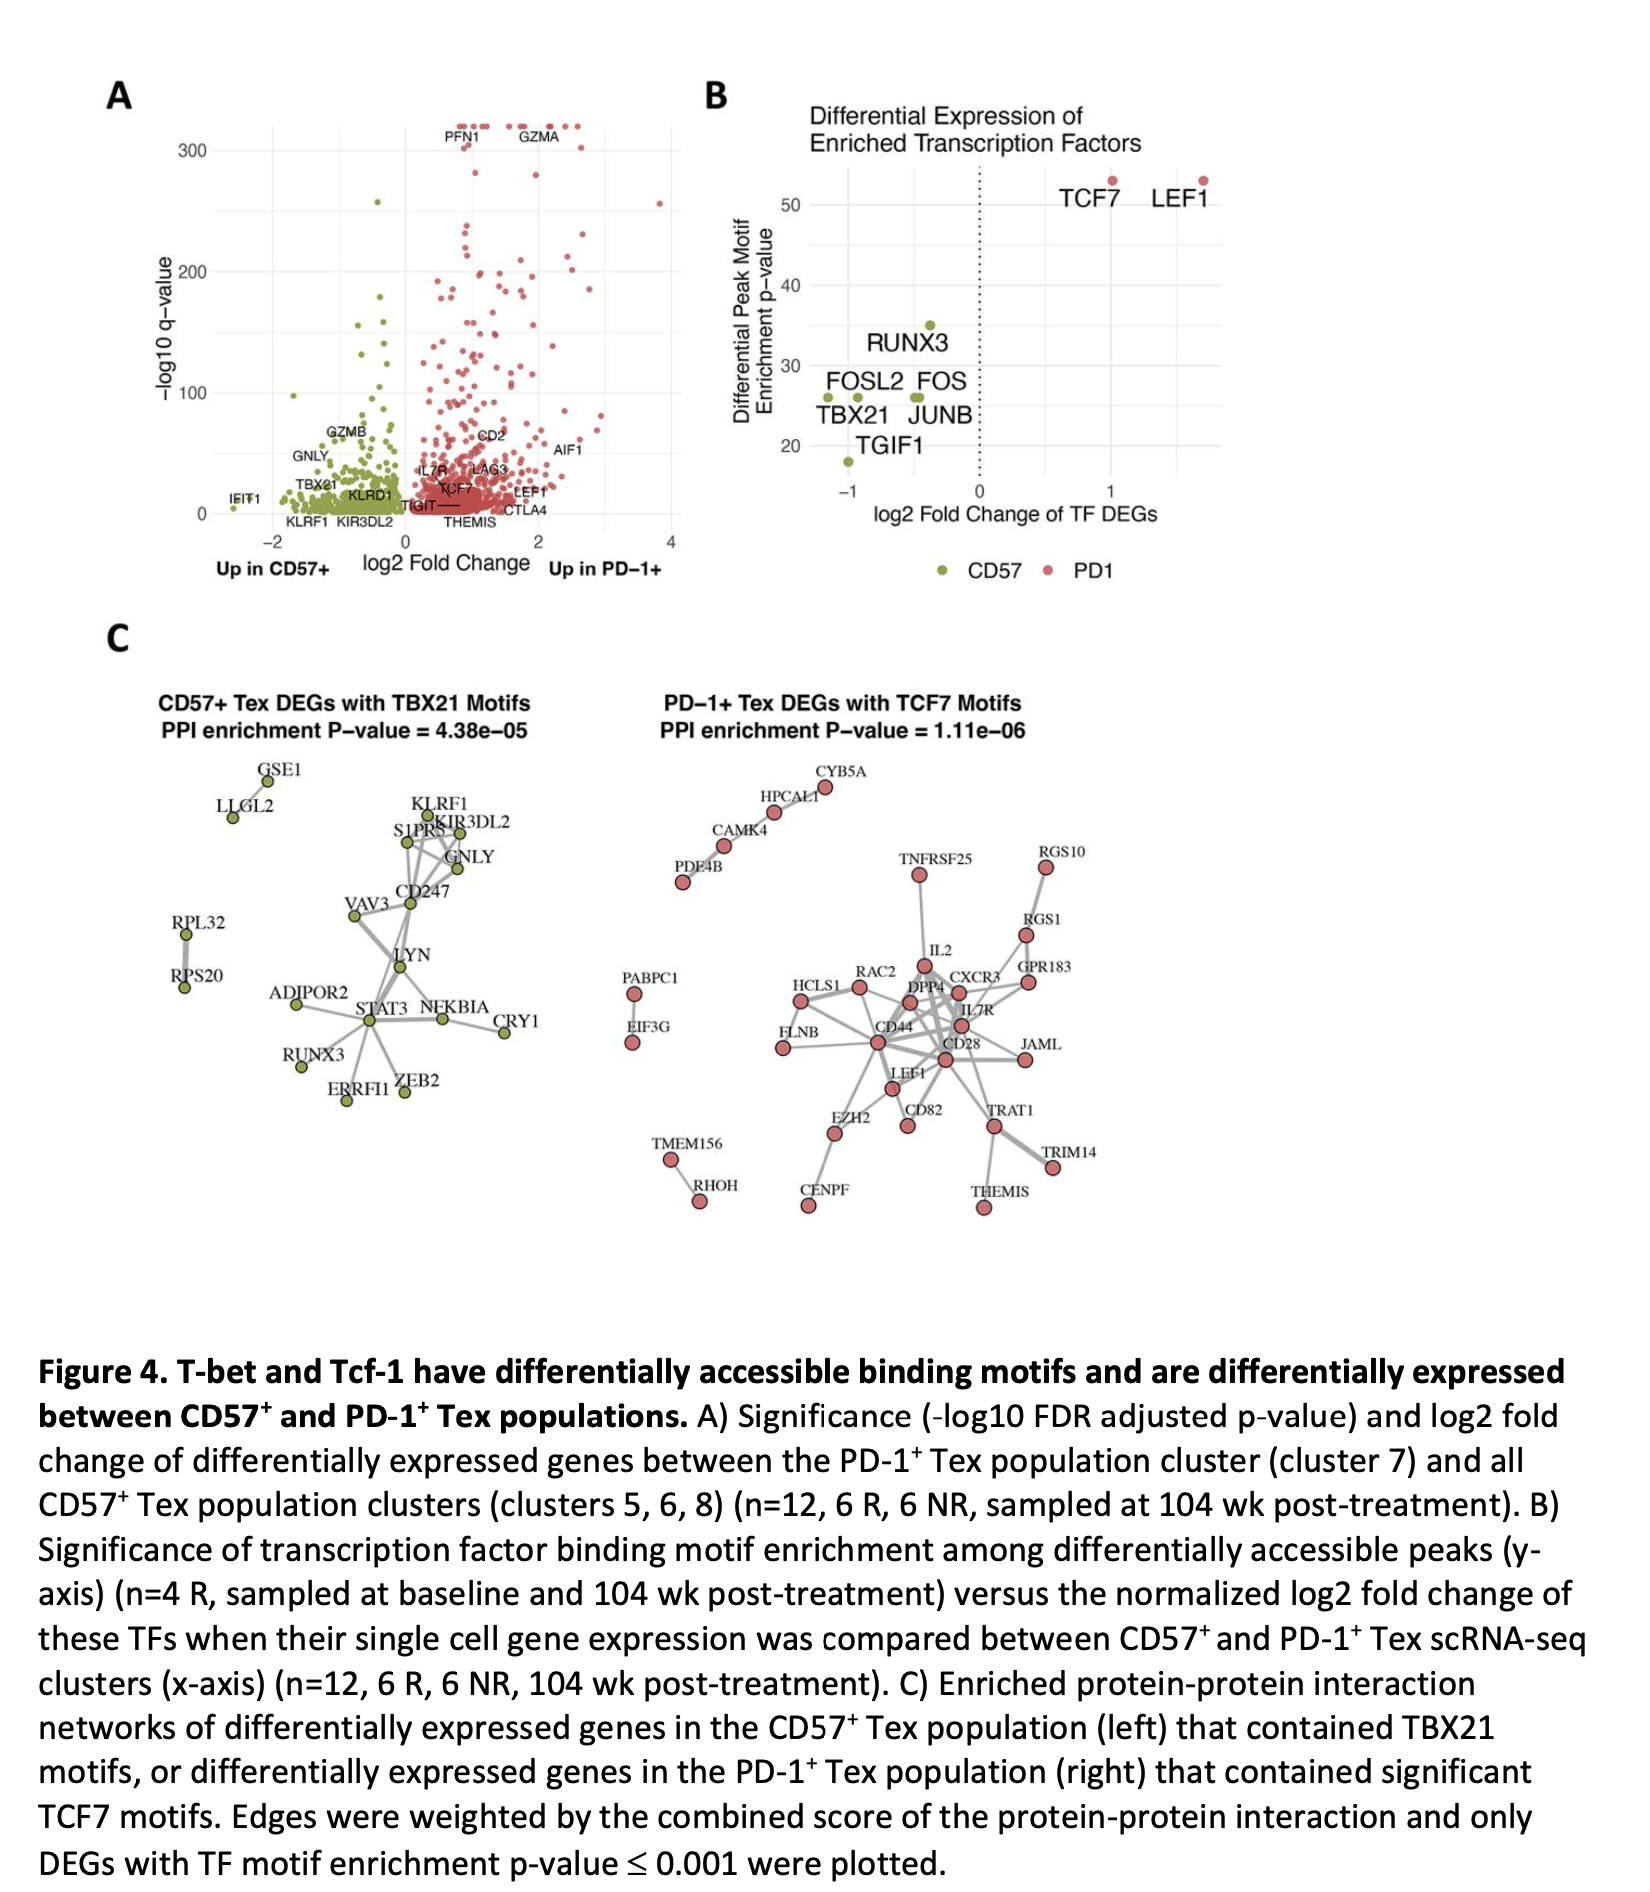 A
300
200
100
0
−log10 q−value
PFN1
GZMA
GZMB
GNLY
TBX21
IFIT1
KLRD1
KLRF1
KIR3DL2
CD2
AIF1
IL7R
LAG3
TCF7
LEF1
TIGIT
CTLA4
THEMIS
−2
0
2
4
Up in CD57+
log2 Fold Change
Up in PD−1+
B
Differential Expression of
Enriched Transcription Factors
Differential Peak Motif
Enrichment p−value
50
40
30
20
TCF7
LEF1
RUNX3
FOSL2
FOS
TBX21
JUNB
TGIF1
−1
0
1
log2 Fold Change of TF DEGs
CD57
PD1
C
CD57+ Tex DEGs with TBX21 Motifs
PPI enrichment P−value = 4.38e−05
GSE1
LLGL2
KLRF1
KIR3DL2
S1PR5
GNLY
CD247
VAV3
RPL32
LYN
RPS20
ADIPOR2
STAT3
NFKBIA
CRY1
RUNX3
ERRFI1
ZEB2
PD−1+ Tex DEGs with TCF7 Motifs
PPI enrichment P−value = 1.11e−06
CYB5A
HPCAL1
CAMK4
PDE4B
TNFRSF25
RGS10
RGS1
IL2
GPR183
PABPC1
HCLS1
RAC2
DPP4
CXCR3
IL7R
EIF3G
FLNB
CD44
CD28
JAML
LEF1
EZH2
CD82
TRAT1
TMEM156
TRIM14
RHOH
CENPF
THEMIS
Figure 4. T-bet and Tcf-1 have differentially accessible binding motifs and are differentially expressed
between CD57⁺ and PD-1⁺ Tex populations. A) Significance (-log10 FDR adjusted p-value) and log2 fold
change of differentially expressed genes between the PD-1⁺ Tex population cluster (cluster 7) and all
CD57⁺ Tex population clusters (clusters 5, 6, 8) (n=12, 6 R, 6 NR, sampled at 104 wk post-treatment). B)
Significance of transcription factor binding motif enrichment among differentially accessible peaks (y-
axis) (n=4 R, sampled at baseline and 104 wk post-treatment) versus the normalized log2 fold change of
these TFs when their single cell gene expression was compared between CD57⁺ and PD-1⁺ Tex scRNA-seq
clusters (x-axis) (n=12, 6 R, 6 NR, 104 wk post-treatment). C) Enriched protein-protein interaction
networks of differentially expressed genes in the CD57⁺ Tex population (left) that contained TBX21
motifs, or differentially expressed genes in the PD-1⁺ Tex population (right) that contained significant
TCF7 motifs. Edges were weighted by the combined score of the protein-protein interaction and only
DEGs with TF motif enrichment p-value ≤ 0.001 were plotted.